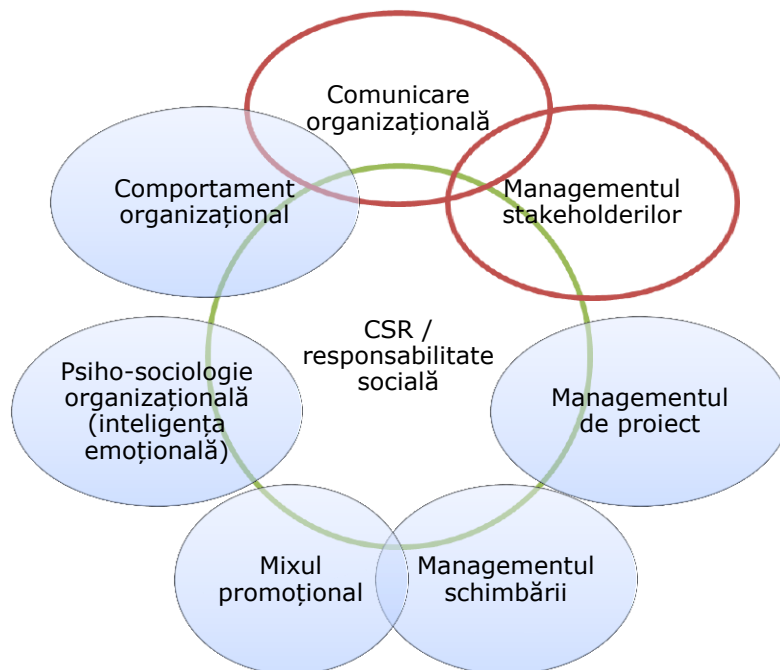 Comunicare
organizațională
Comportament
organizațional
Managementul
stakeholderilor
CSR /
responsabilitate
socială
Psiho-sociologie
organizațională
(inteligența
emoțională)
Managementul
de proiect
Mixul
promoțional
Managementul
schimbării